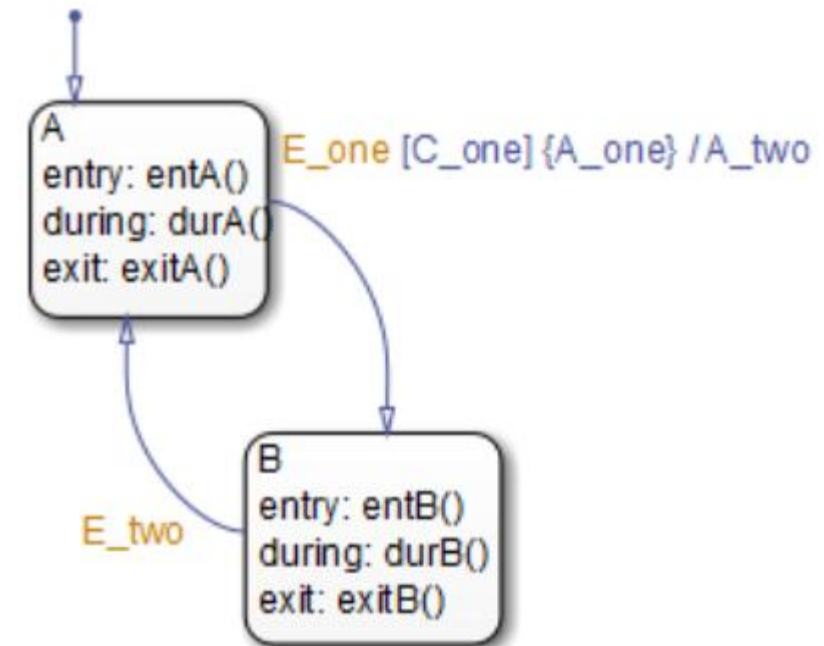 A
entry: entA()
during: durA()
exit: exitA()
E_one [C_one] {A_one} / A_two
B
entry: entB()
during: durB()
exit: exitB()
E_two